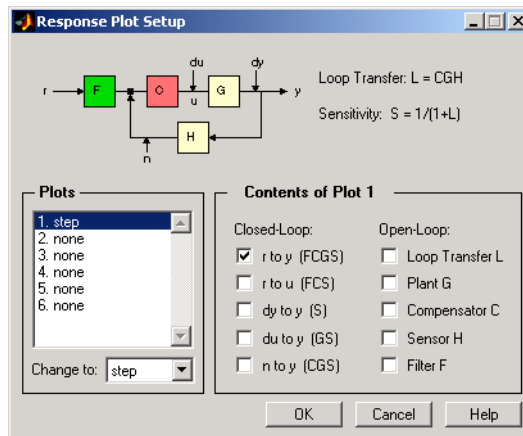 Response Plot Setup
du dy
r F C G y
u
H
n
Loop Transfer: L = CGH
Sensitivity: S = 1/(1+L)
Plots
1. step
2. none
3. none
4. none
5. none
6. none
Change to: step
Contents of Plot 1
Closed-Loop: Open-Loop:
r to y (FCGS) Loop Transfer L
r to u (FCS) Plant G
dy to y (S) Compensator C
du to y (GS) Sensor H
n to y (CGS) Filter F
OK Cancel Help